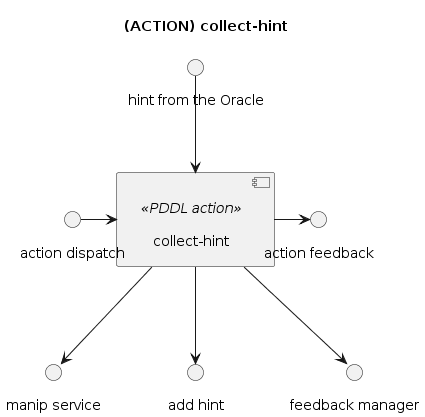 (ACTION) collect-hint
hint from the Oracle
«PDDL action»
collect-hint
action dispatch
action feedback
manip service
add hint
feedback manager